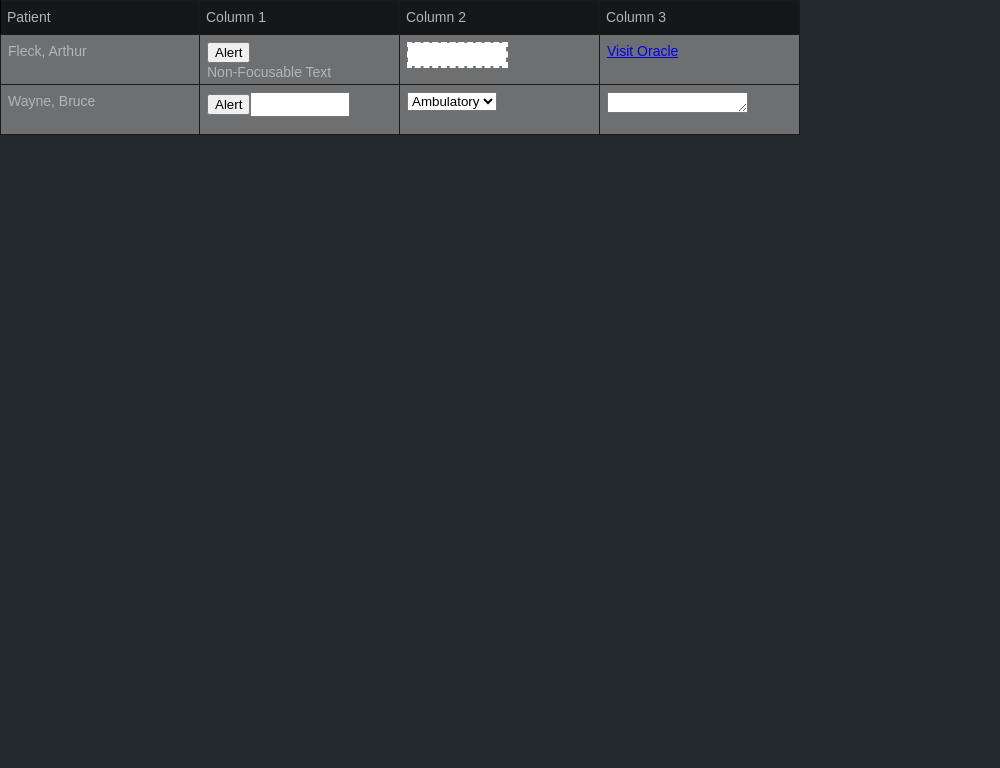 Patient Column 1 Column 2 Column 3
Fleck, Arthur Alert Visit Oracle
Non-Focusable Text
Wayne, Bruce Alert Ambulatory